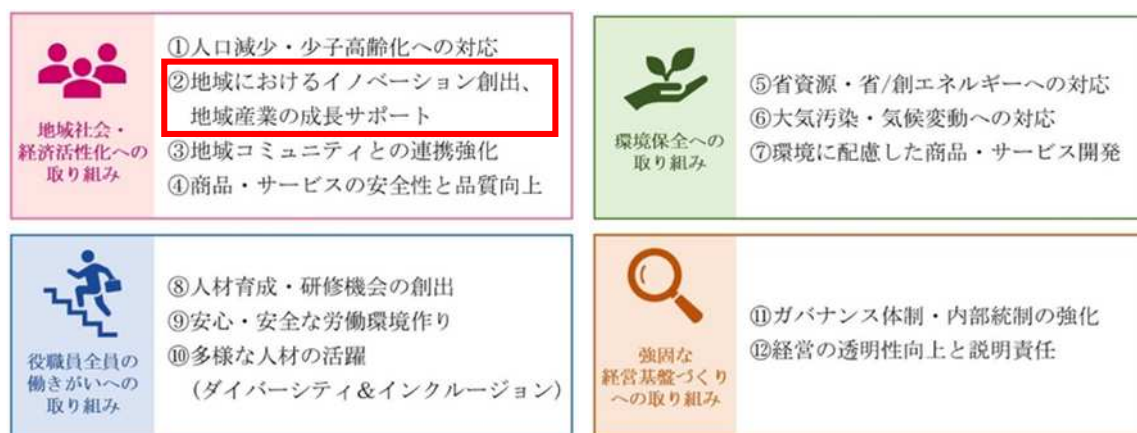 地域社会・
経済活性化への
取り組み
①人口減少・少子高齢化への対応
②地域におけるイノベーション創出、
地域産業の成長サポート
③地域コミュニティとの連携強化
④商品・サービスの安全性と品質向上
環境保全への
取り組み
⑤省資源・省/創エネルギーへの対応
⑥大気汚染・気候変動への対応
⑦環境に配慮した商品・サービス開発
役職員全員の
働きがいへの
取り組み
⑧人材育成・研修機会の創出
⑨安心・安全な労働環境作り
⑩多様な人材の活躍
(ダイバーシティ&インクルージョン)
強固な
経営基盤づくり
への取り組み
⑪ガバナンス体制・内部統制の強化
⑫経営の透明性向上と説明責任